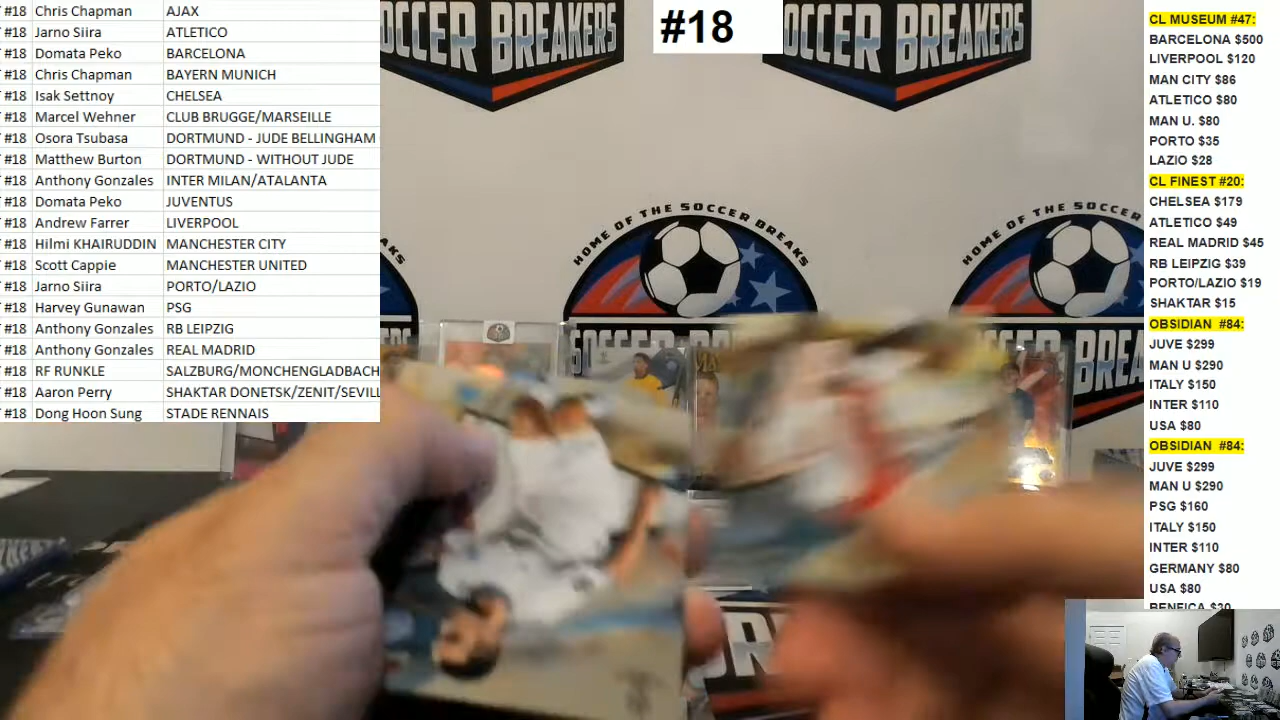 #18 Chris Chapman AJAX
#18 Jarno Siira ATLETICO
#18 Domata Peko BARCELONA
#18 Chris Chapman BAYERN MUNICH
#18 Isak Settnoy CHELSEA
#18 Marcel Wehner CLUB BRUGGE/MARSEILLE
#18 Osora Tsubasa DORTMUND - JUDE BELLINGHAM
#18 Matthew Burton DORTMUND - WITHOUT JUDE
#18 Anthony Gonzales INTER MILAN/ATALANTA
#18 Domata Peko JUVENTUS
#18 Andrew Farrer LIVERPOOL
#18 Hilmi KHAIRUDDIN MANCHESTER CITY
#18 Scott Cappie MANCHESTER UNITED
#18 Jarno Siira PORTO/LAZIO
#18 Harvey Gunawan PSG
#18 Anthony Gonzales RB LEIPZIG
#18 Anthony Gonzales REAL MADRID
#18 RF RUNKLE SALZBURG/MONCHENGLADBACH
#18 Aaron Perry SHAKTAR DONETSK/ZENIT/SEVILL
#18 Dong Hoon Sung STADE RENNAIS
OCCER BREAKERS
#18
OCCER BREAKERS
HOME OF THE SOCCER BREAKS
HOME OF THE SOCCER
AKS
BREA
CL MUSEUM #47:
BARCELONA $500
LIVERPOOL $120
MAN CITY $86
ATLETICO $80
MAN U. $80
PORTO $35
LAZIO $28
CL FINEST #20:
CHELSEA $179
ATLETICO $49
REAL MADRID $45
RB LEIPZIG $39
PORTO/LAZIO $19
SHAKTAR $15
OBSIDIAN #84:
JUVE $299
MAN U $290
ITALY $150
INTER $110
USA $80
OBSIDIAN #84:
JUVE $299
MAN U $290
PSG $160
ITALY $150
INTER $110
GERMANY $80
USA $80
BENFICA $30